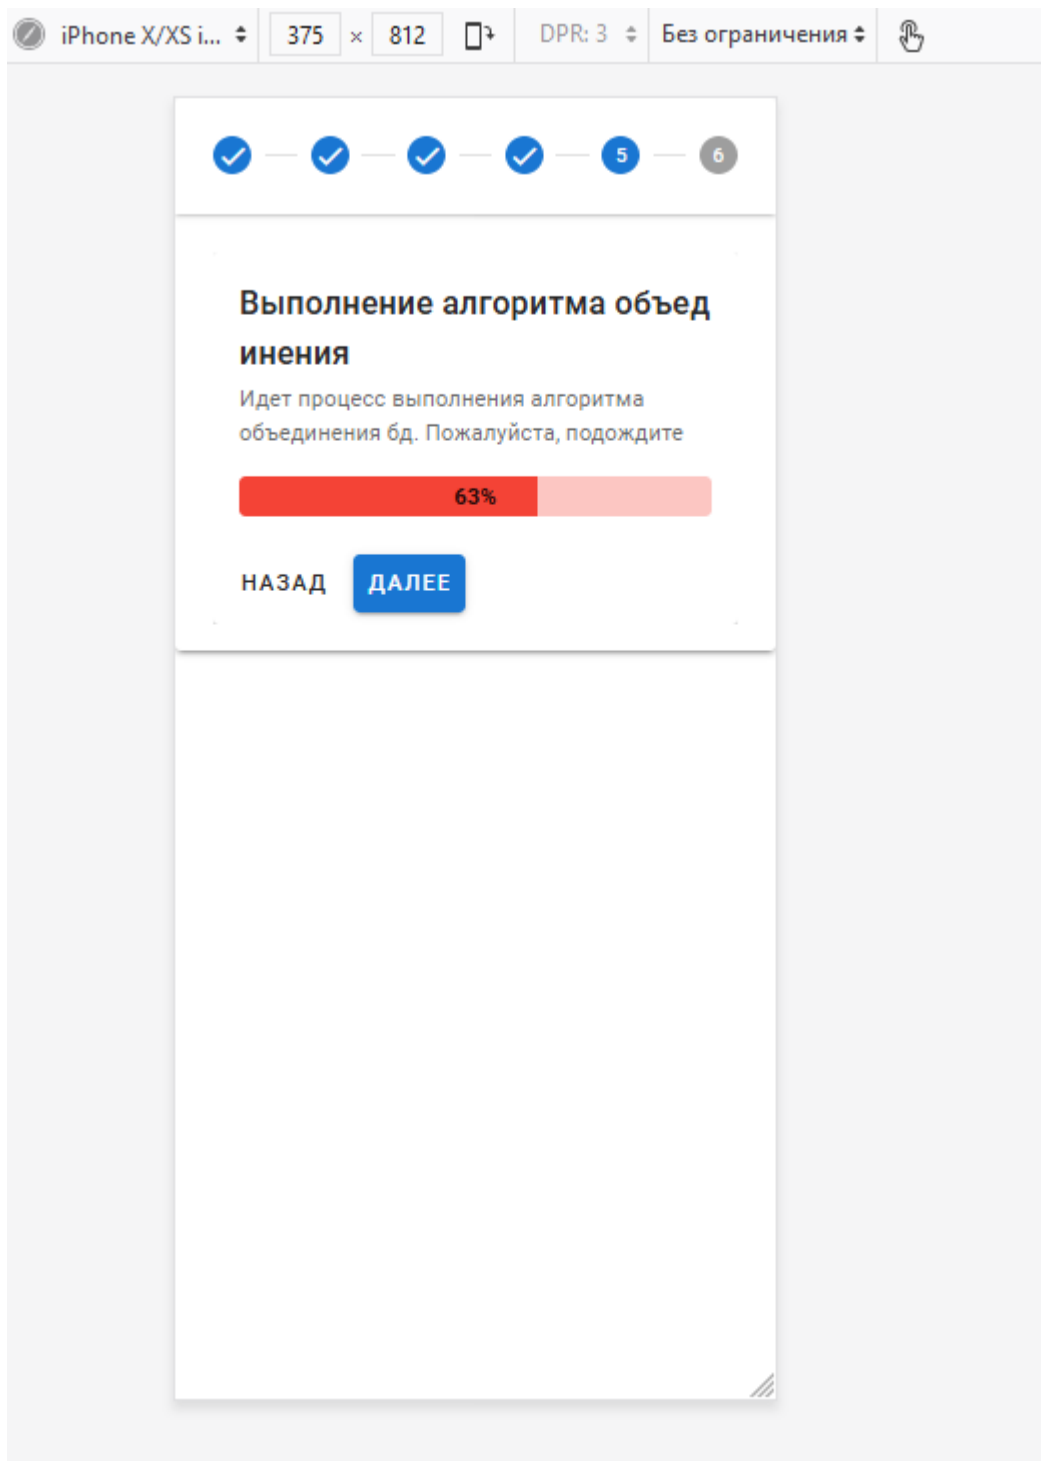 iPhone X/XS i... 375 × 812 DPR: 3 Без ограничения
5 6
Выполнение алгоритма объед
инения
Идет процесс выполнения алгоритма
объединения бд. Пожалуйста, подождите
63%
НАЗАД ДАЛЕЕ